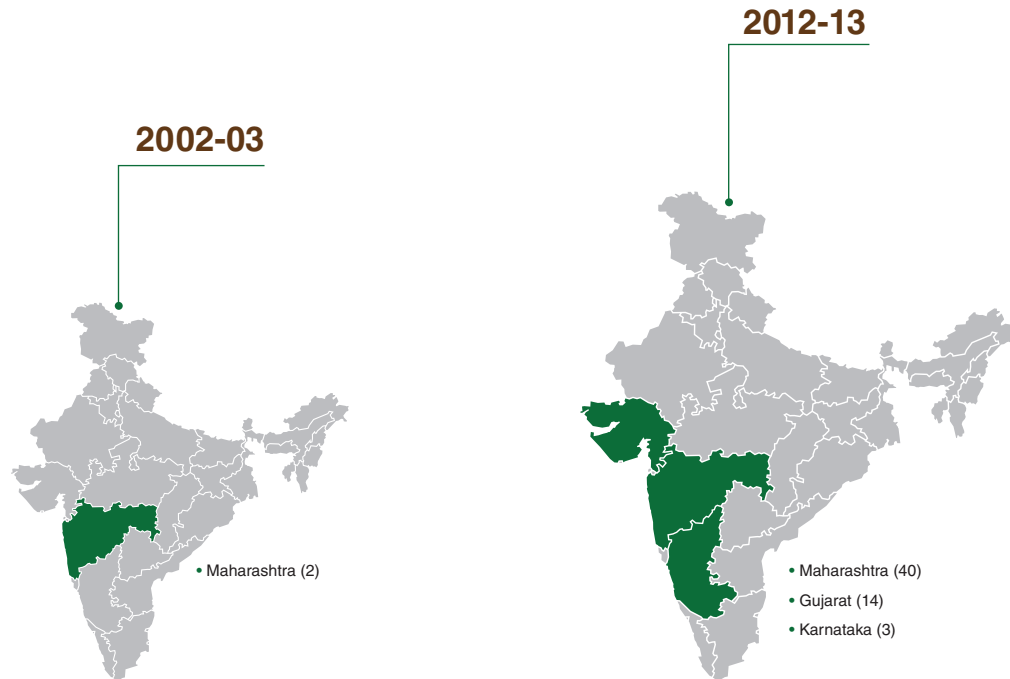 2002-03
• Maharashtra (2)
2012-13
• Maharashtra (40)
• Gujarat (14)
• Karnataka (3)